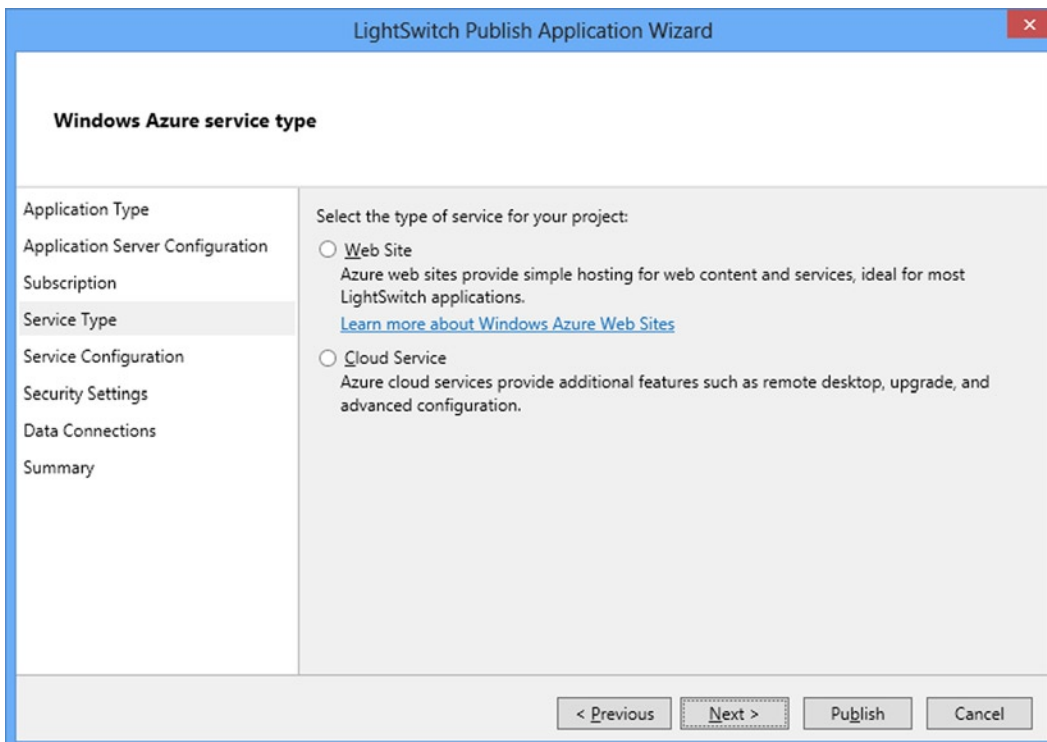 LightSwitch Publish Application Wizard
Windows Azure service type
Application Type
Application Server Configuration
Subscription
Service Type
Service Configuration
Security Settings
Data Connections
Summary
Select the type of service for your project:
Web Site
Azure web sites provide simple hosting for web content and services, ideal for most
LightSwitch applications.
Learn more about Windows Azure Web Sites
Cloud Service
Azure cloud services provide additional features such as remote desktop, upgrade, and
advanced configuration.
< Previous
Next >
Publish
Cancel